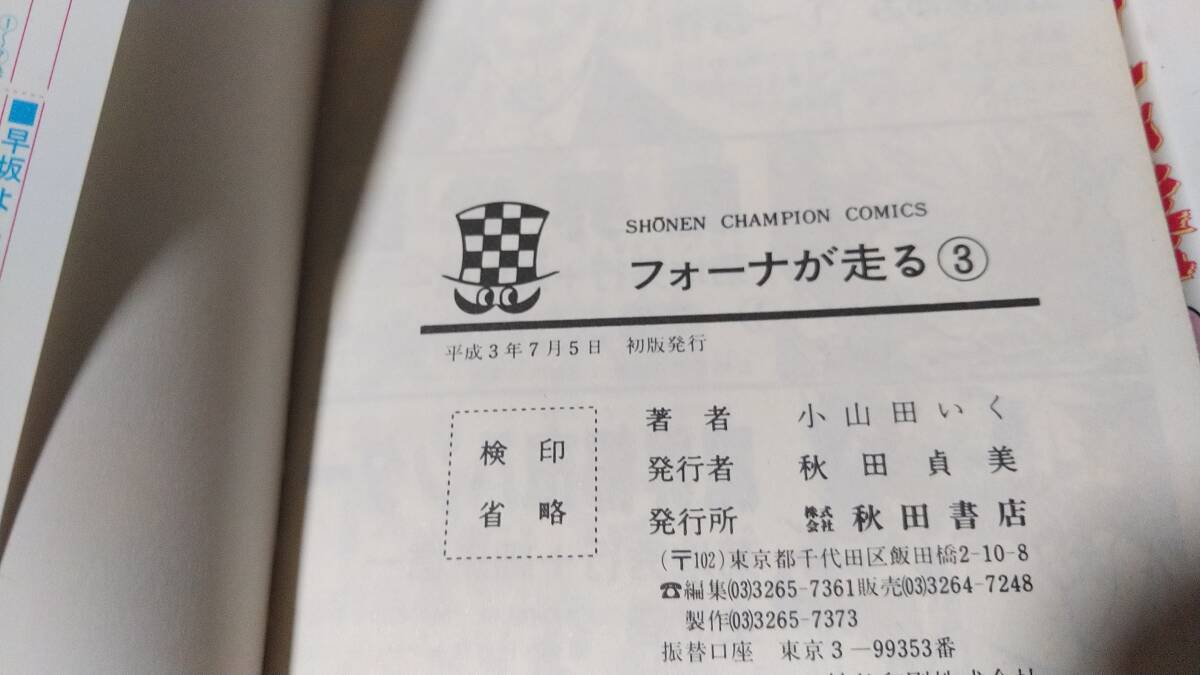 SHŌNEN CHAMPION COMICS
フォーナが走る③
平成3年7月5日 初版発行
検印
省略
著者 小山田いく
発行者 秋田貞美
発行所 株式会社 秋田書店
(〒102)東京都千代田区飯田橋2-10-8
☎編集(03)3265-7361販売(03)3264-7248
製作(03)3265-7373
振替口座 東京3―99353番
■早坂よ